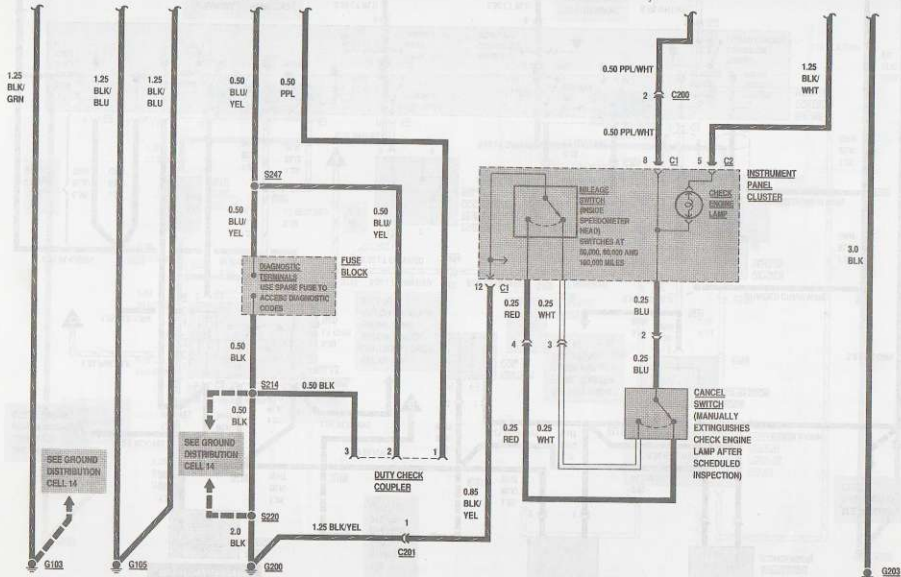 1.25
BLK/
GRN
1.25
BLK/
BLU
1.25
BLK/
BLU
0.50
BLU/
YEL
0.50
PPL
0.50 PPL/WHT
2 C200
0.50 PPL/WHT
1.25
BLK/
WHT
8 C1
5 C2
INSTRUMENT
PANEL
CLUSTER
MILEAGE
SWITCH
(INSIDE
SPEEDOMETER
HEAD)
SWITCHES AT
50,000, 80,000 AND
100,000 MILES
CHECK
ENGINE
LAMP
3.0
BLK
S247
0.50
BLU/
YEL
0.50
BLU/
YEL
DIAGNOSTIC
TERMINALS
USE SPARE FUSE TO
ACCESS DIAGNOSTIC
CODES
FUSE
BLOCK
12 C1
0.25
RED
0.25
WHT
0.25
BLU
4
3
2
0.25
BLU
0.50
BLK
S214
0.50 BLK
0.50
BLK
SEE GROUND
DISTRIBUTION
CELL 14
SEE GROUND
DISTRIBUTION
CELL 14
3
2
1
DUTY CHECK
COUPLER
0.25
RED
0.25
WHT
CANCEL
SWITCH
(MANUALLY
EXTINGUISHES
CHECK ENGINE
LAMP AFTER
SCHEDULED
INSPECTION)
0.85
BLK/
YEL
S220
2.0
BLK
1.25 BLK/YEL
1
C201
G103
G105
G200
G203